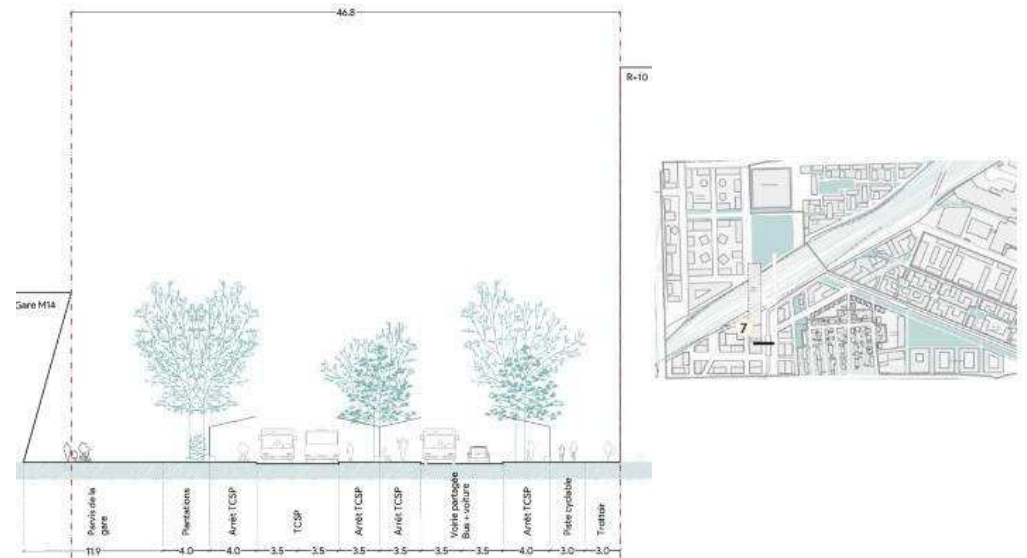 46.8
R+10
Gare M14
7
Parvis de la
gare
Plantations
Arrêt TCSP
TCSP
Arrêt TCSP
Arrêt TCSP
Voirie partagée
Bus + voiture
Arrêt TCSP
Piste cyclable
Trottoir
11.9
4.0
4.0
3.5
3.5
3.5
3.5
3.5
3.5
4.0
3.0
3.0